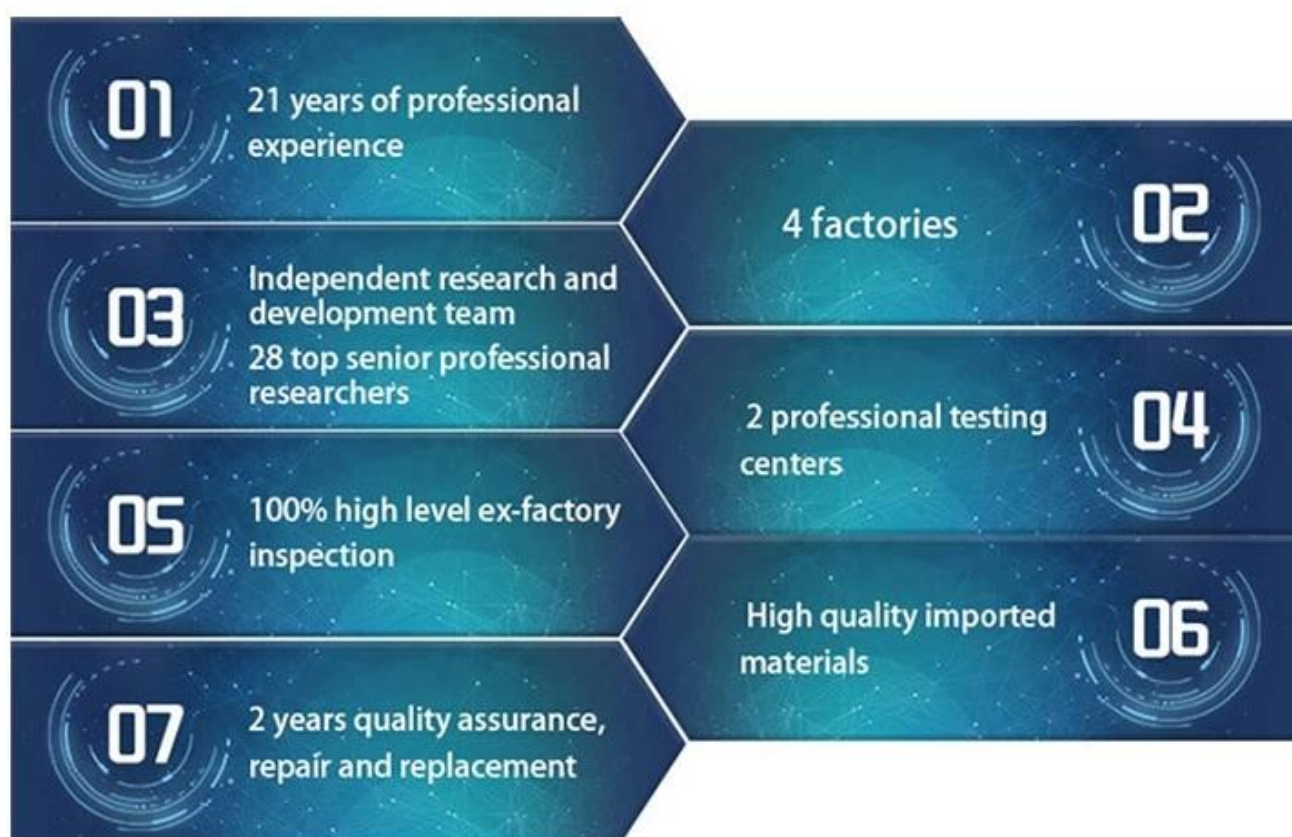 01
21 years of professional
experience
02
4 factories
03
Independent research and
development team
28 top senior professional
researchers
04
2 professional testing
centers
05
100% high level ex-factory
inspection
06
High quality imported
materials
07
2 years quality assurance,
repair and replacement